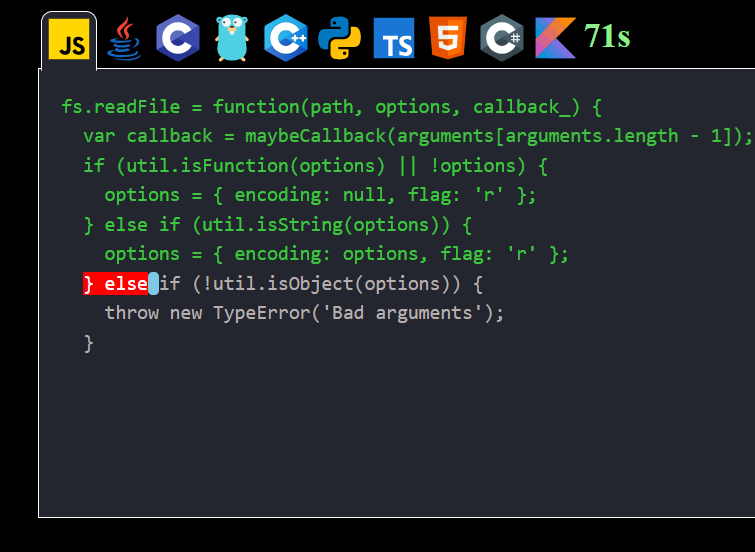 JS C C++ TS 5 C# 71s
fs.readFile = function(path, options, callback_) {
  var callback = maybeCallback(arguments[arguments.length - 1]);
  if (util.isFunction(options) || !options) {
    options = { encoding: null, flag: 'r' };
  } else if (util.isString(options)) {
    options = { encoding: options, flag: 'r' };
  } else if (!util.isObject(options)) {
    throw new TypeError('Bad arguments');
  }